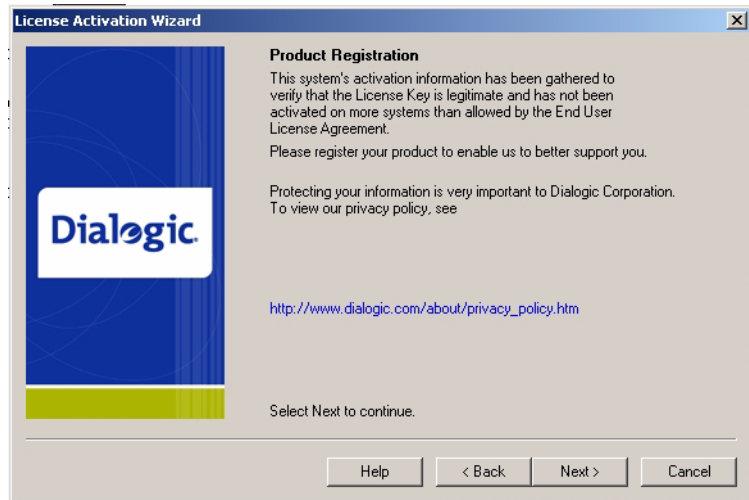 License Activation Wizard
Product Registration
This system's activation information has been gathered to
verify that the License Key is legitimate and has not been
activated on more systems than allowed by the End User
License Agreement.
Please register your product to enable us to better support you.
Protecting your information is very important to Dialogic Corporation.
To view our privacy policy, see
Dialogic.
http://www.dialogic.com/about/privacy_policy.htm
Select Next to continue.
Help
< Back
Next >
Cancel